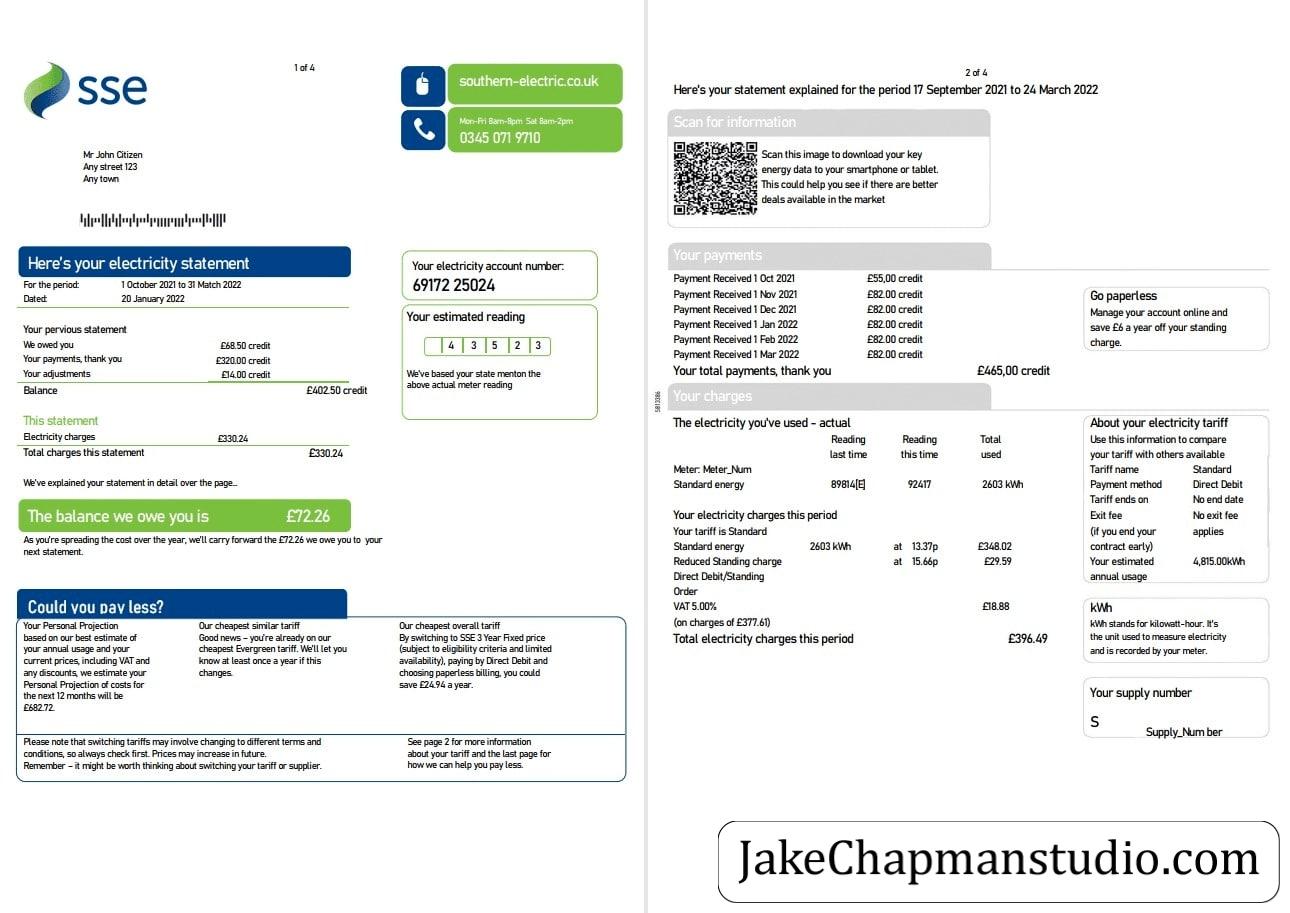 sse
1 of 4
southern-electric.co.uk
Mon-Fri 8am-8pm Sat 8am-2pm
0345 071 9710
Mr John Citizen
Any street 123
Any town
Here's your electricity statement
For the period: 1 October 2021 to 31 Match 2022
Dated: 20 January 2022
Your pervious statement
We owed you £68.50 credit
Your payments, thank you £320.00 credit
Your adjustments £14.00 credit
Balance £402.50 credit
This statement
Electricity charges £330.24
Total charges this statement £330.24
We've explained your statement in detail over the page...
The balance we owe you is £72.26
As you're spreading the cost over the year, we'll carry forward the £72.26 we owe you to your
next statement.
Your electricity account number:
69172 25024
Your estimated reading
4 3 5 2 3
We've based your state menton the
above actual meter reading
Could you pay less?
Your Personal Projection
based on our best estimate of
your annual usage and your
current prices, including VAT and
any discounts, we estimate your
Personal Projection of costs for
the next 12 months will be
£682.72.
Our cheapest similar tariff
Good news – you're already on our
cheapest Evergreen tariff. We'll let you
know at least once a year if this
changes.
Our cheapest overall tariff
By switching to SSE 3 Year Fixed price
(subject to eligibility criteria and limited
availability), paying by Direct Debit and
choosing paperless billing, you could
save £24.94 a year.
Please note that switching tariffs may involve changing to different terms and
conditions, so always check first. Prices may increase in future.
Remember – it might be worth thinking about switching your tariff or supplier.
See page 2 for more information
about your tariff and the last page for
how we can help you pay less.
2 of 4
Here's your statement explained for the period 17 September 2021 to 24 March 2022
Scan for information
Scan this image to download your key
energy data to your smartphone or tablet.
This could help you see if there are better
deals available in the market
Your payments
Payment Received 1 Oct 2021 £55,00 credit
Payment Received 1 Nov 2021 £82.00 credit
Payment Received 1 Dec 2021 £82.00 credit
Payment Received 1 Jan 2022 £82.00 credit
Payment Received 1 Feb 2022 £82.00 credit
Payment Received 1 Mar 2022 £82.00 credit
Your total payments, thank you £465,00 credit
Go paperless
Manage your account online and
save £6 a year off your standing
charge.
5813386
Your charges
The electricity you've used – actual
Reading Reading Total
last time this time used
Meter: Meter_Num
Standard energy 89814[E] 92417 2603 kWh
Your electricity charges this period
Your tariff is Standard
Standard energy 2603 kWh at 13.37p £348.02
Reduced Standing charge at 15.66p £29.59
Direct Debit/Standing
Order
VAT 5.00% £18.88
(on charges of £377.61)
Total electricity charges this period £396.49
About your electricity tariff
Use this information to compare
your tariff with others available
Tariff name Standard
Payment method Direct Debit
Tariff ends on No end date
Exit fee No exit fee
(if you end your applies
contract early)
Your estimated 4,815.00kWh
annual usage
kWh
kWh stands for kilowatt-hour. It's
the unit used to measure electricity
and is recorded by your meter.
Your supply number
S
Supply_Num ber
JakeChapmanstudio.com